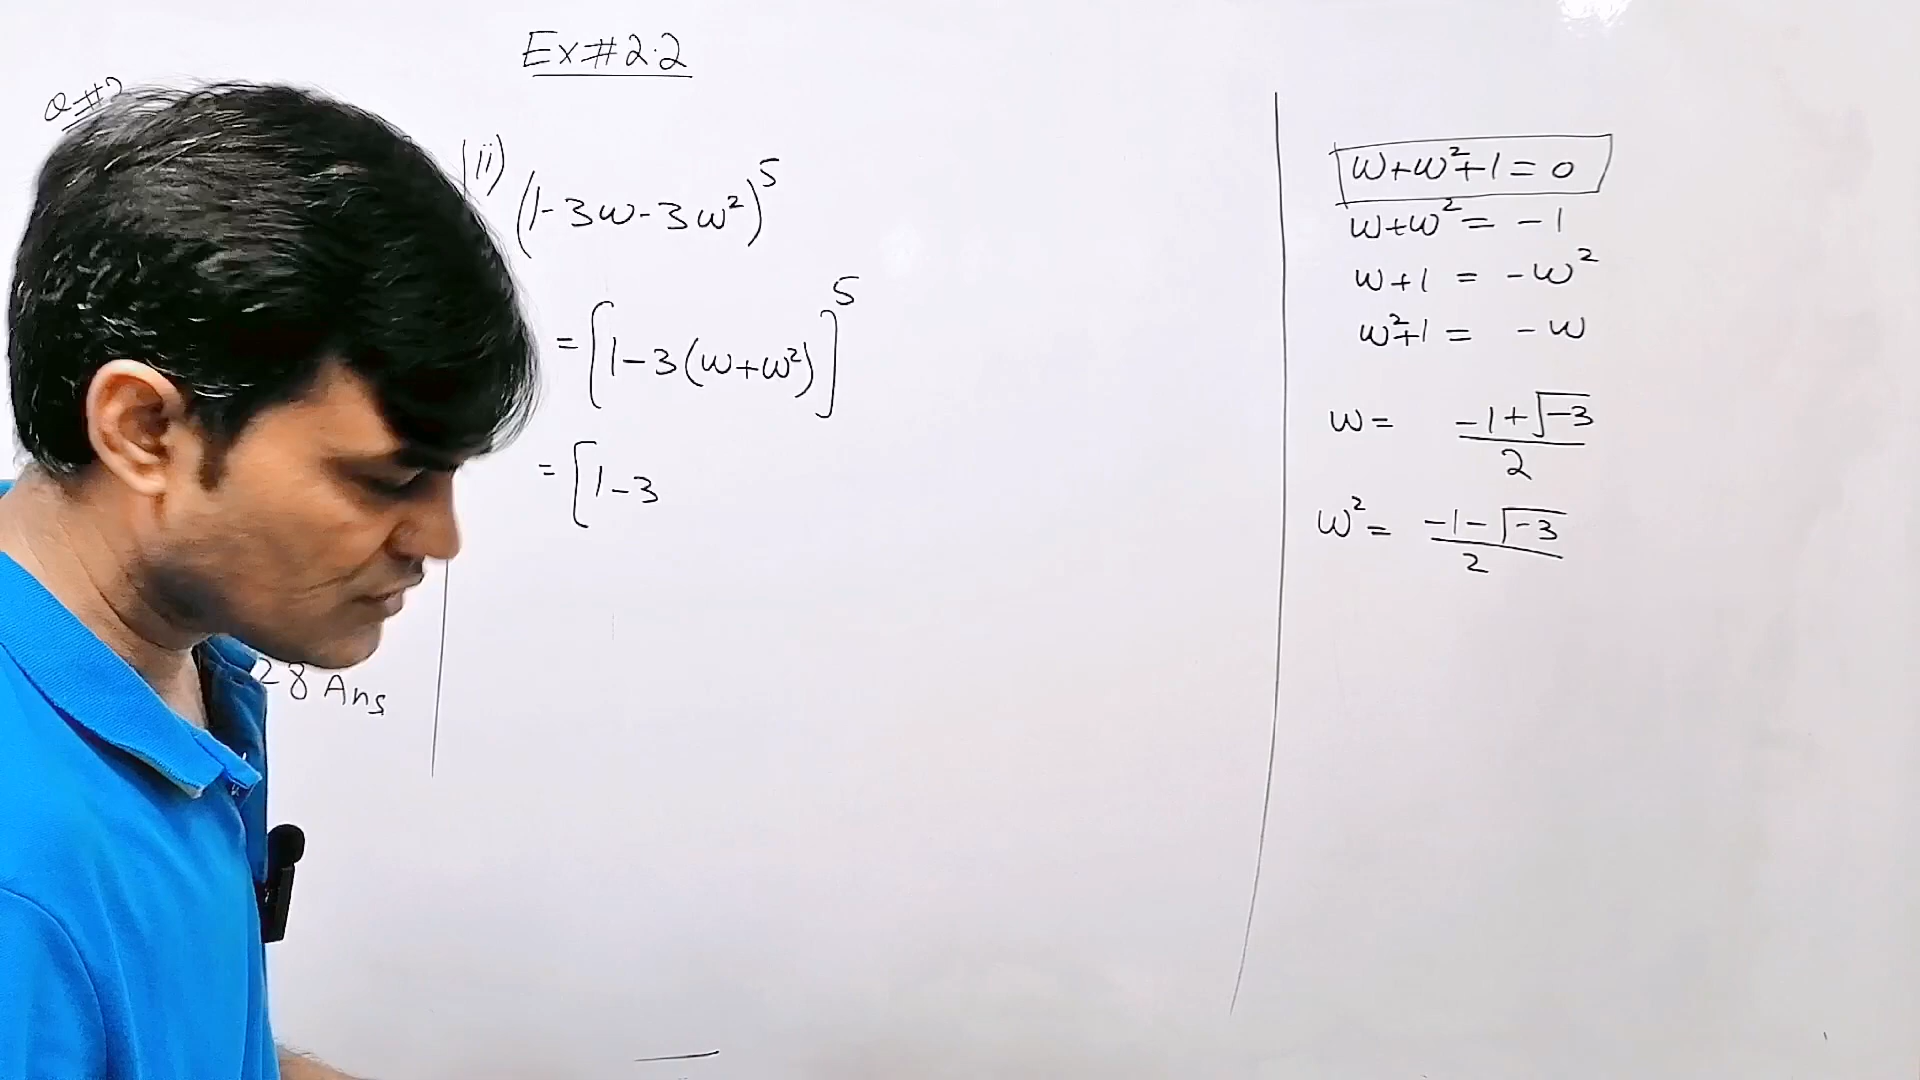 Ex#2.2
Q#2
ii) (1-3ω-3ω²)⁵
= [1-3(ω+ω²)]⁵
= [1-3
28 Ans
ω+ω²+1=0
ω+ω² = -1
ω+1 = -ω²
ω²+1 = -ω
ω = (-1+√-3)/2
ω² = (-1-√-3)/2